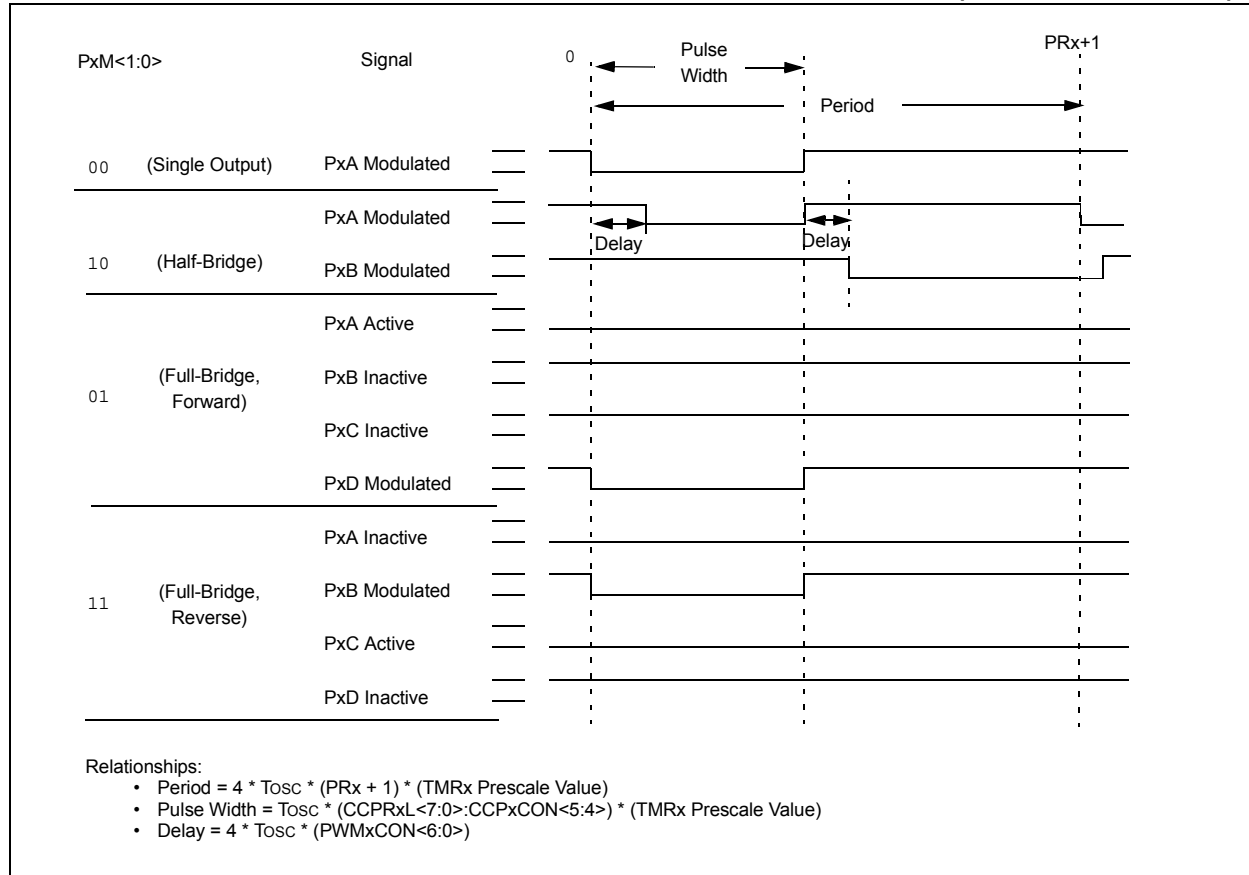 PxM<1:0>
Signal
0
Pulse
Width
PRx+1
Period
00
(Single Output)
PxA Modulated
PxA Modulated
Delay
Delay
10
(Half-Bridge)
PxB Modulated
PxA Active
(Full-Bridge,
Forward)
PxB Inactive
01
PxC Inactive
PxD Modulated
PxA Inactive
(Full-Bridge,
Reverse)
PxB Modulated
11
PxC Active
PxD Inactive
Relationships:
• Period = 4 * TOSC * (PRx + 1) * (TMRx Prescale Value)
• Pulse Width = TOSC * (CCPRxL<7:0>:CCPxCON<5:4>) * (TMRx Prescale Value)
• Delay = 4 * TOSC * (PWMxCON<6:0>)